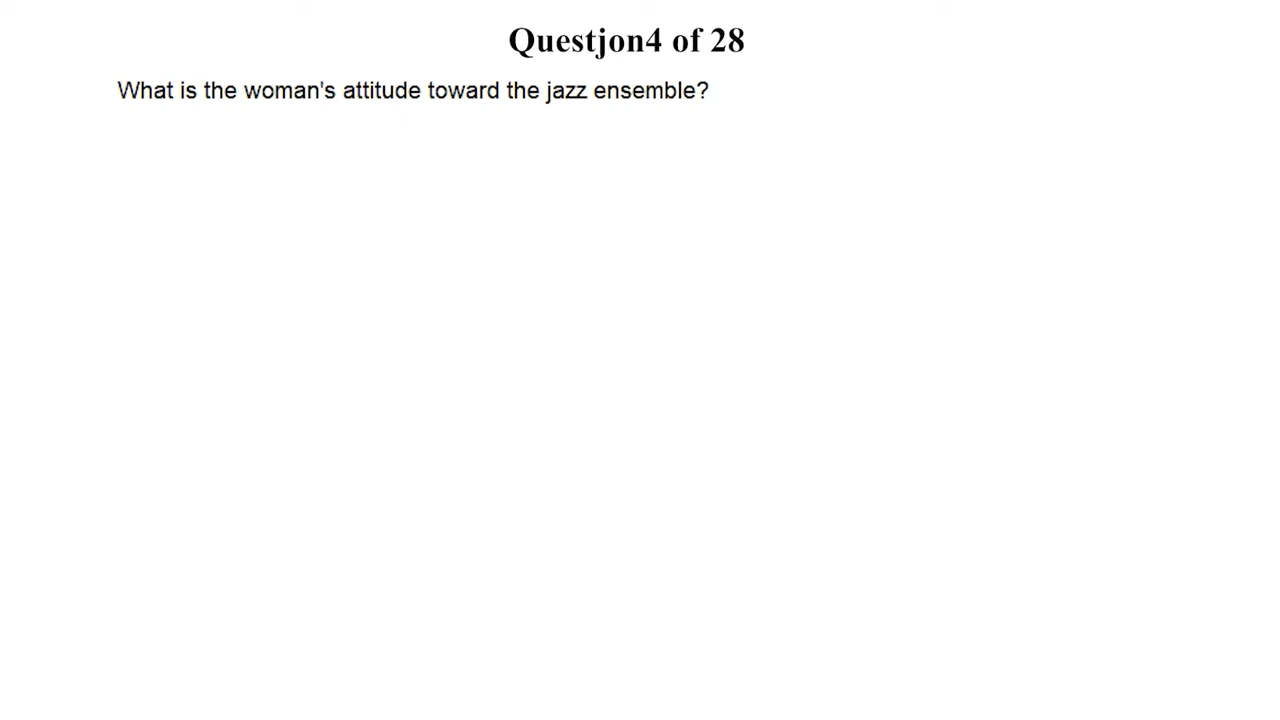 Questjon4 of 28
What is the woman's attitude toward the jazz ensemble?